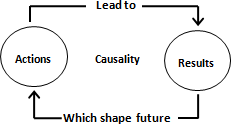 Lead to
Actions
Causality
Results
Which shape future